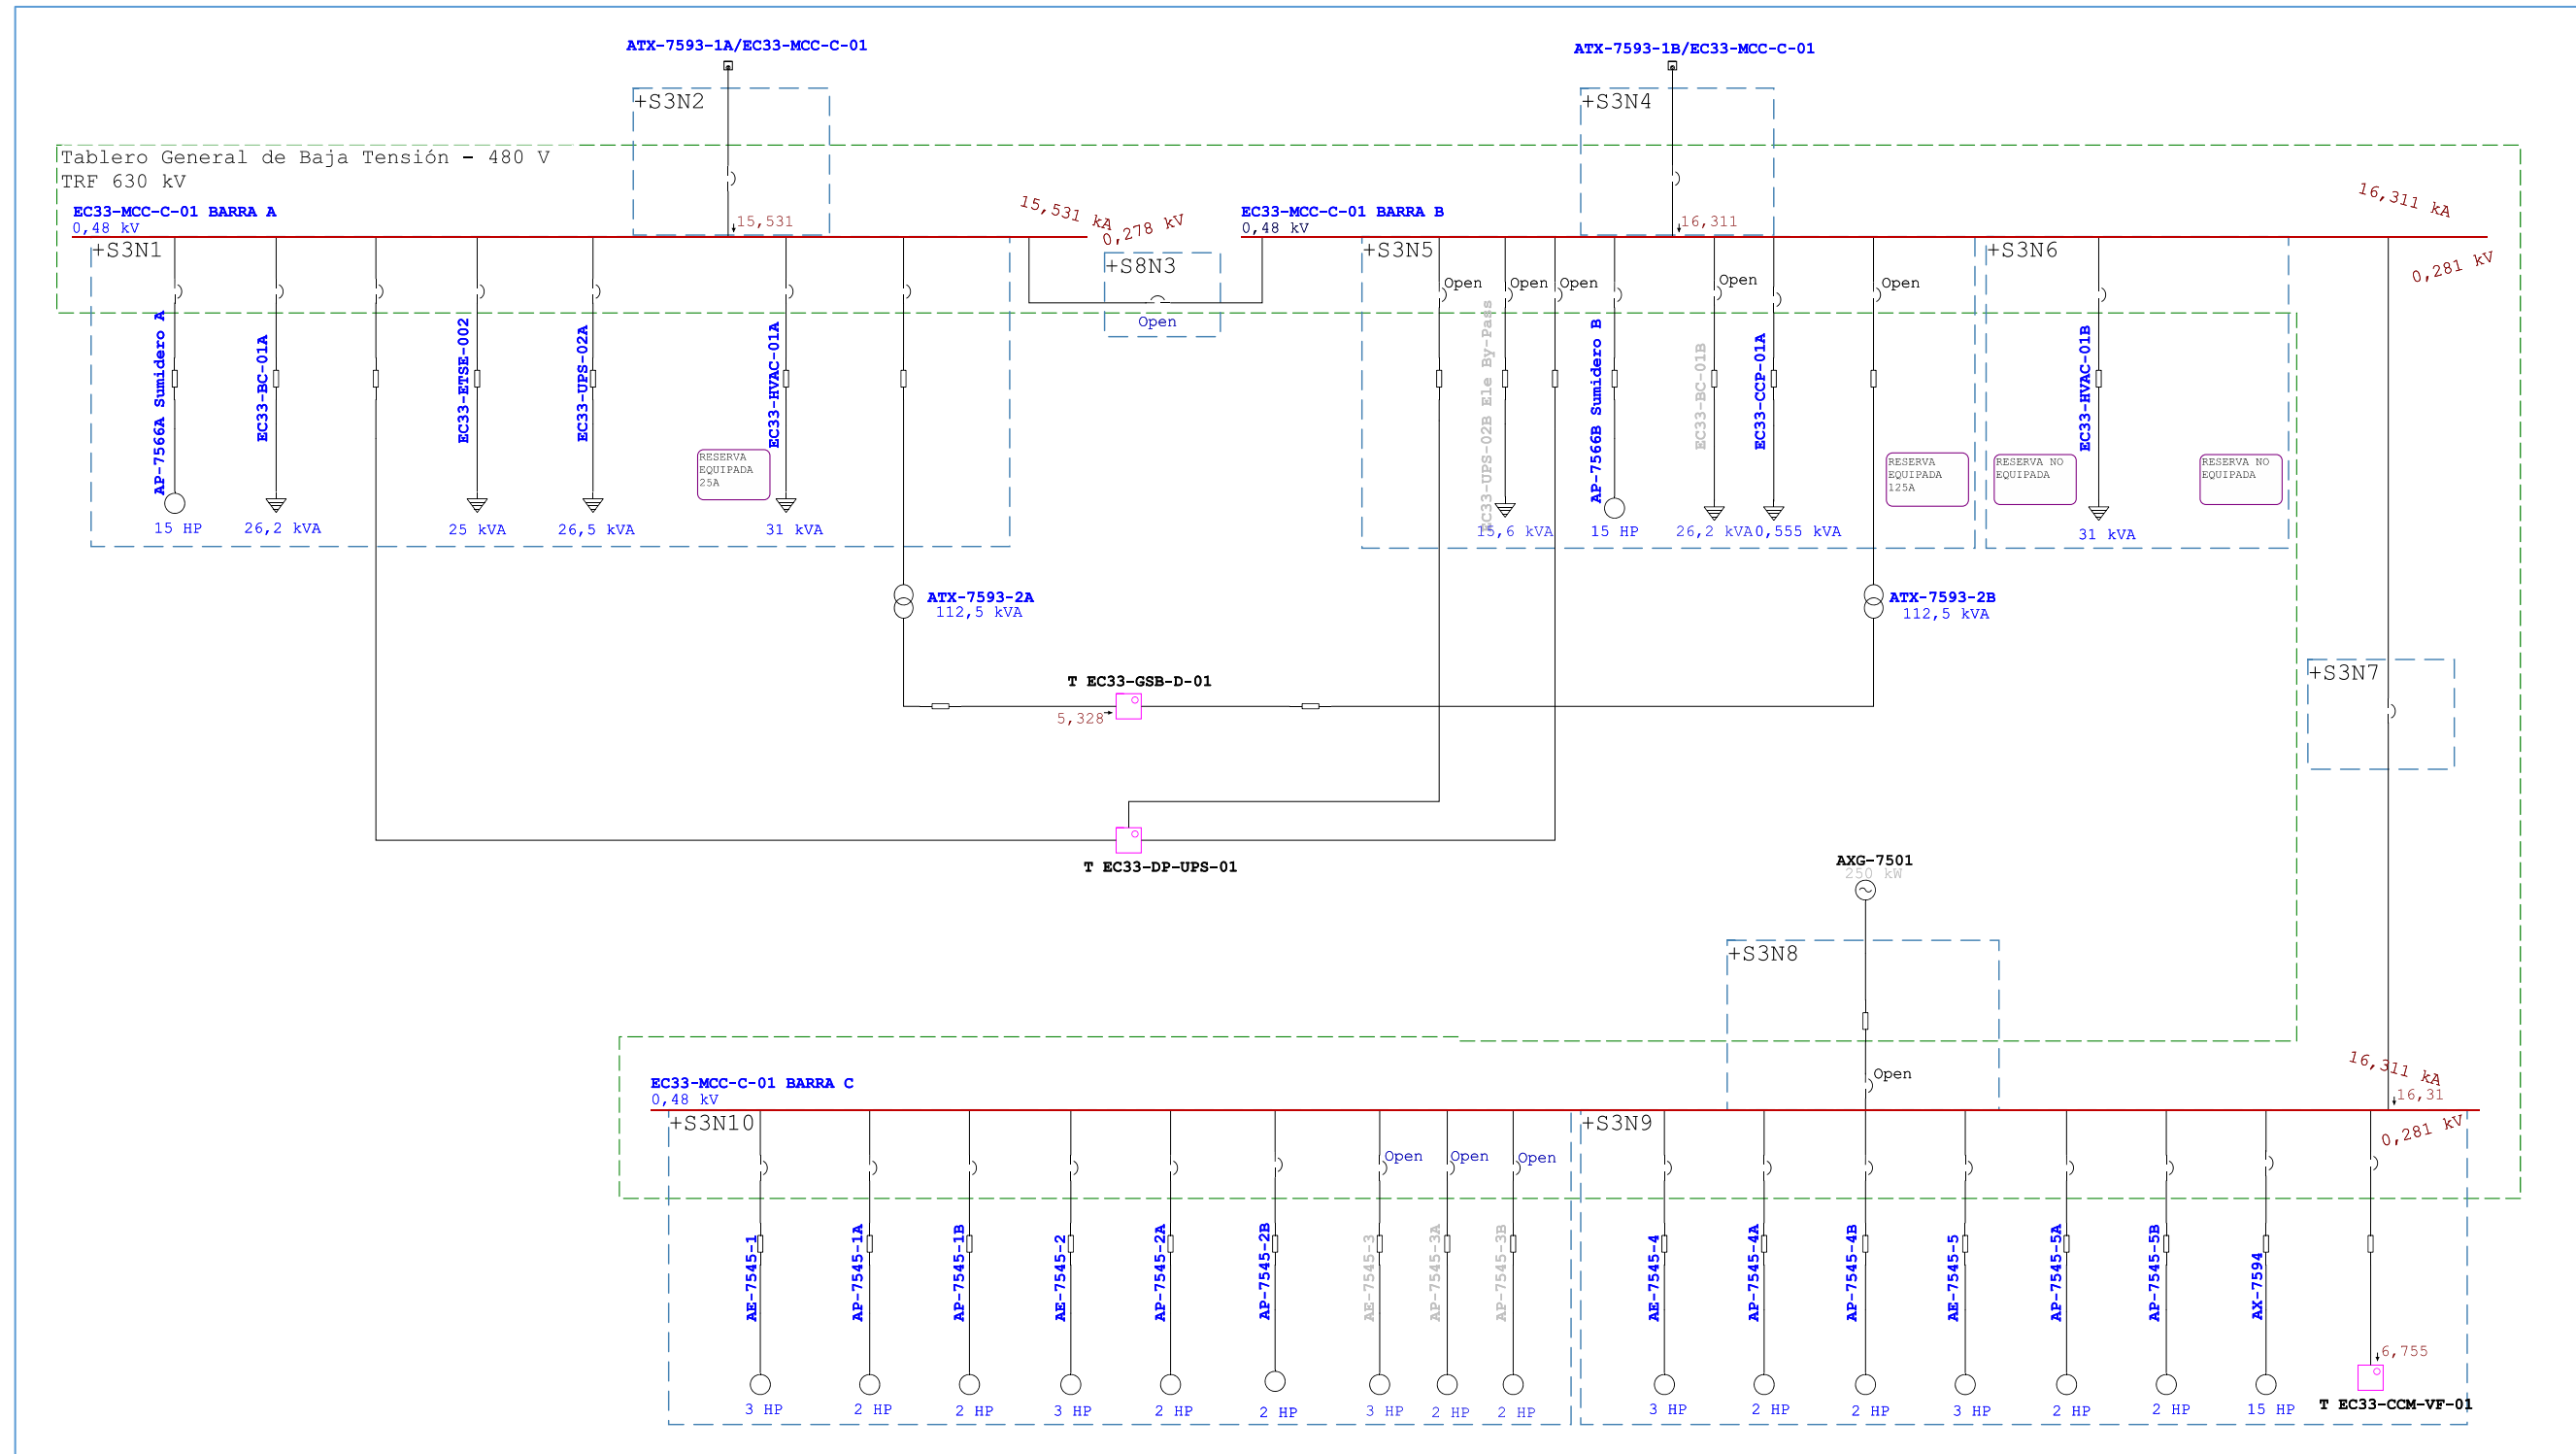 ATX-7593-1A/EC33-MCC-C-01
ATX-7593-1B/EC33-MCC-C-01
+S3N2
+S3N4
Tablero General de Baja Tensión - 480 V
TRF 630 kV
EC33-MCC-C-01 BARRA A
0,48 kV
15,531
15,531 kA
0,278 kV
EC33-MCC-C-01 BARRA B
0,48 kV
16,311
16,311 kA
0,281 kV
+S3N1
+S8N3
Open
+S3N5
+S3N6
Open
Open
Open
Open
Open
AP-7566A Sumidero A
EC33-BC-01A
EC33-ETSE-002
EC33-UPS-02A
EC33-HVAC-01A
EC33-UPS-02B Ele By-Pass
AP-7566B Sumidero B
EC33-BC-01B
EC33-CCP-01A
EC33-HVAC-01B
RESERVA
EQUIPADA
25A
RESERVA
EQUIPADA
125A
RESERVA NO
EQUIPADA
RESERVA NO
EQUIPADA
15 HP
26,2 kVA
25 kVA
26,5 kVA
31 kVA
15,6 kVA
15 HP
26,2 kVA
0,555 kVA
31 kVA
ATX-7593-2A
112,5 kVA
ATX-7593-2B
112,5 kVA
T EC33-GSB-D-01
5,328
+S3N7
T EC33-DP-UPS-01
AXG-7501
250 kW
+S3N8
Open
EC33-MCC-C-01 BARRA C
0,48 kV
16,311 kA
16,31
0,281 kV
+S3N10
+S3N9
Open
Open
Open
AE-7545-1
AP-7545-1A
AP-7545-1B
AE-7545-2
AP-7545-2A
AP-7545-2B
AE-7545-3
AP-7545-3A
AP-7545-3B
AE-7545-4
AP-7545-4A
AP-7545-4B
AE-7545-5
AP-7545-5A
AP-7545-5B
AX-7594
6,755
3 HP
2 HP
2 HP
3 HP
2 HP
2 HP
3 HP
2 HP
2 HP
3 HP
2 HP
2 HP
3 HP
2 HP
2 HP
15 HP
T EC33-CCM-VF-01